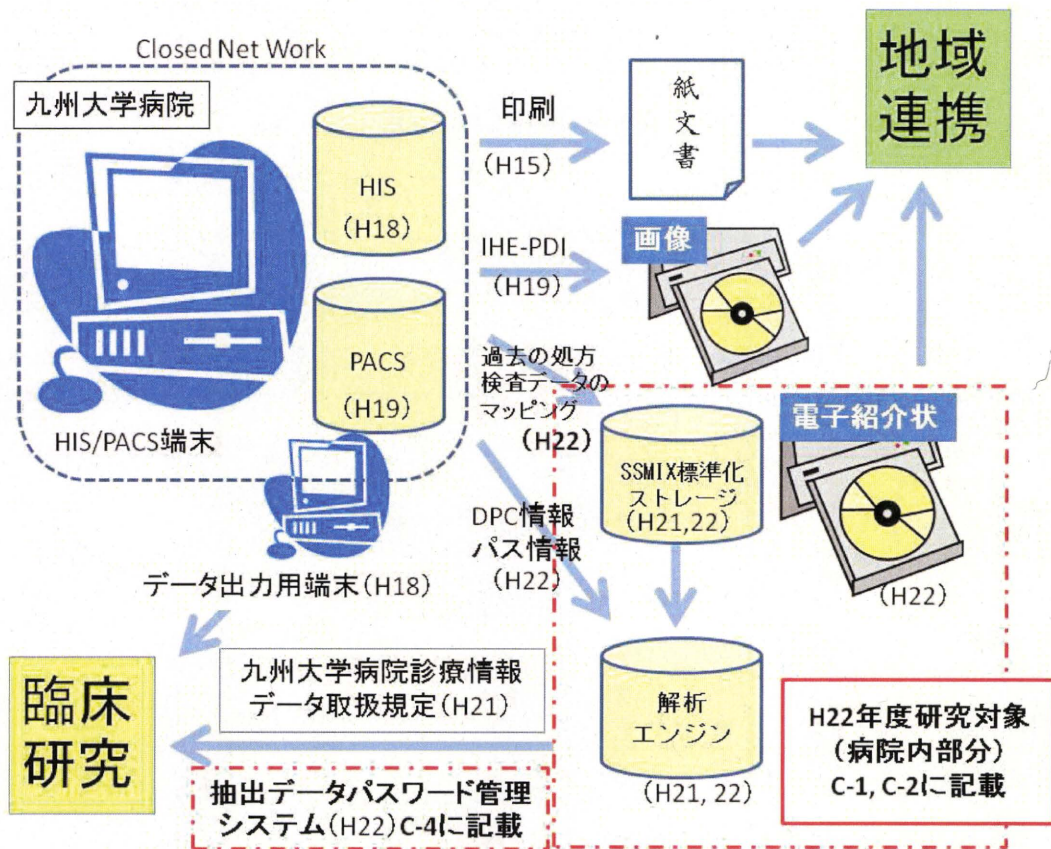 Closed Net Work
九州大学病院
HIS
(H18)
PACS
(H19)
HIS/PACS端末
印刷
(H15)
紙文書
地域
連携
IHE-PDI
(H19)
画像
過去の処方
検査データの
マッピング
(H22)
電子紹介状
(H22)
SSMIX標準化
ストレージ
(H21,22)
DPC情報
パス情報
(H22)
データ出力用端末(H18)
臨床
研究
九州大学病院診療情報
データ取扱規定(H21)
解析
エンジン
(H21, 22)
抽出データパスワード管理
システム(H22)C-4に記載
H22年度研究対象
(病院内部分)
C-1, C-2に記載